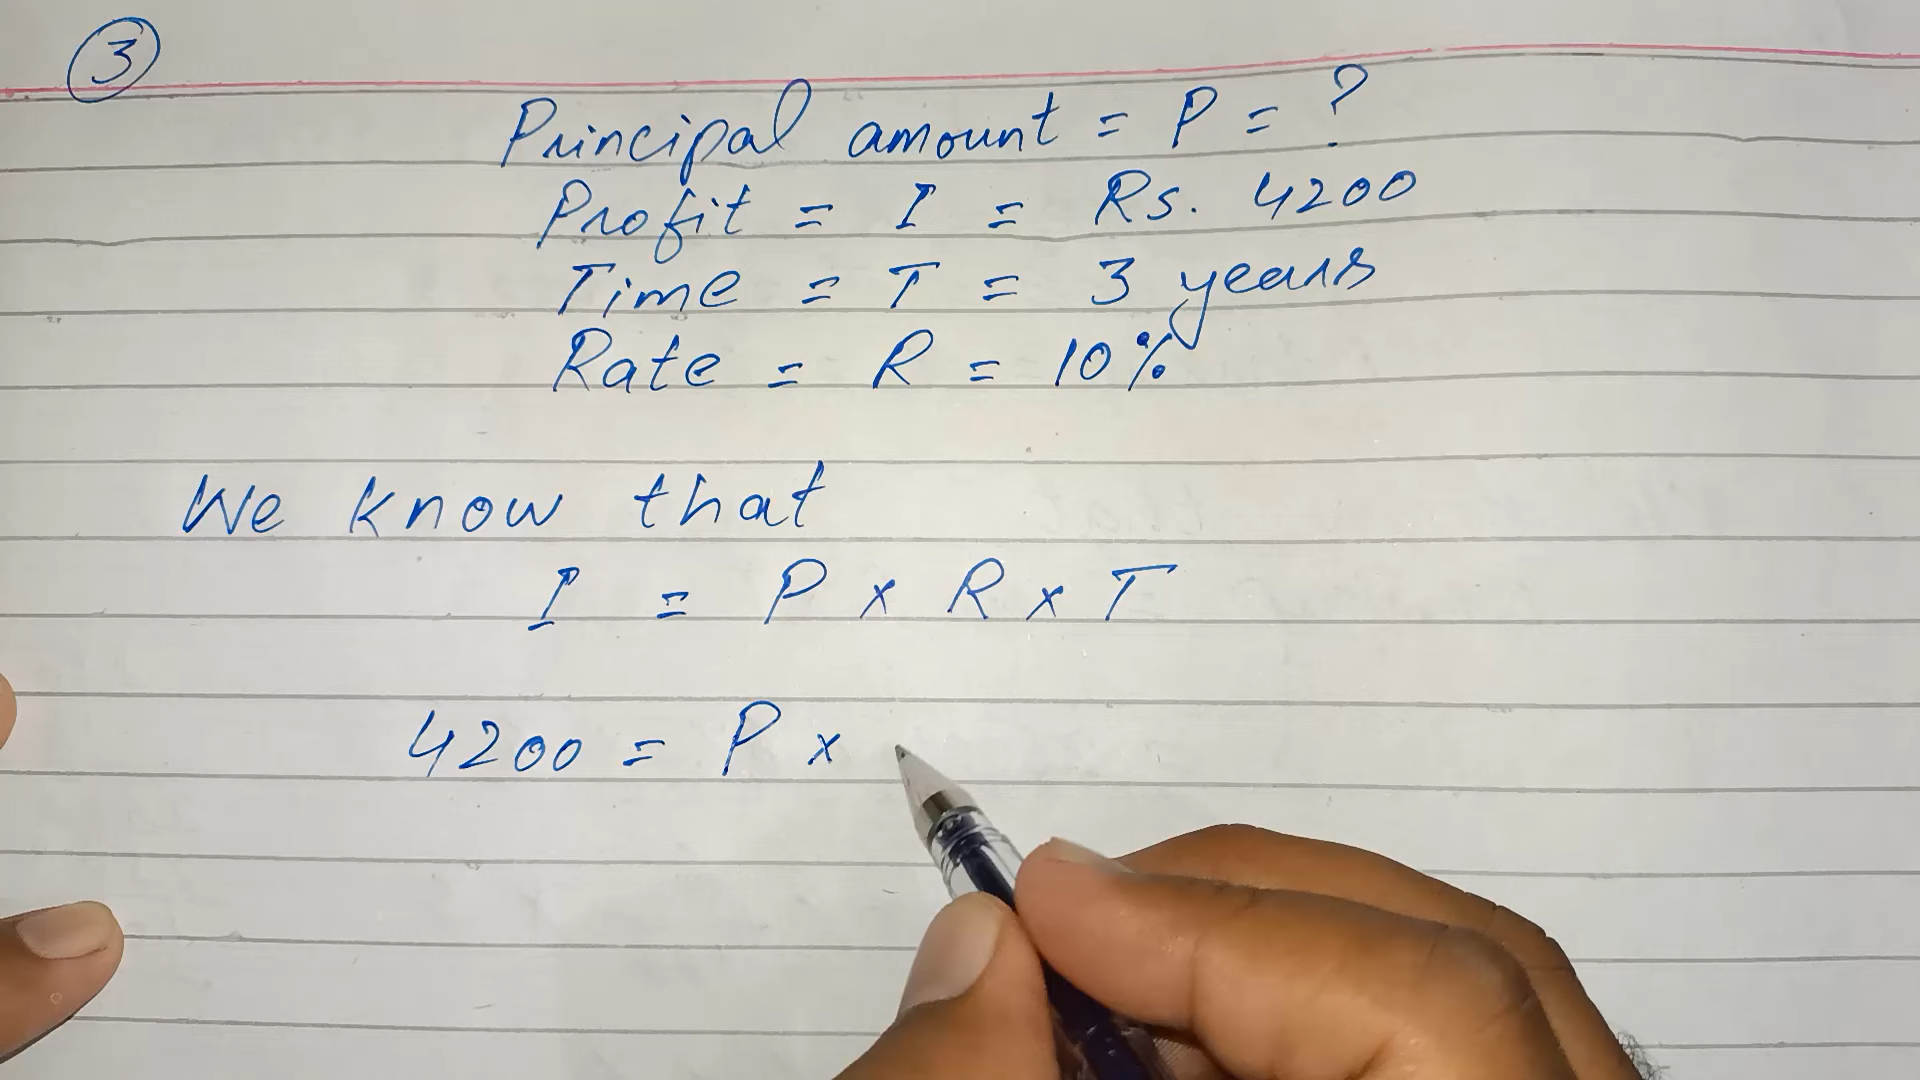 3
Principal amount = P = ?
Profit = I = Rs. 4200
Time = T = 3 years
Rate = R = 10%
We know that
I = P × R × T
4200 = P ×